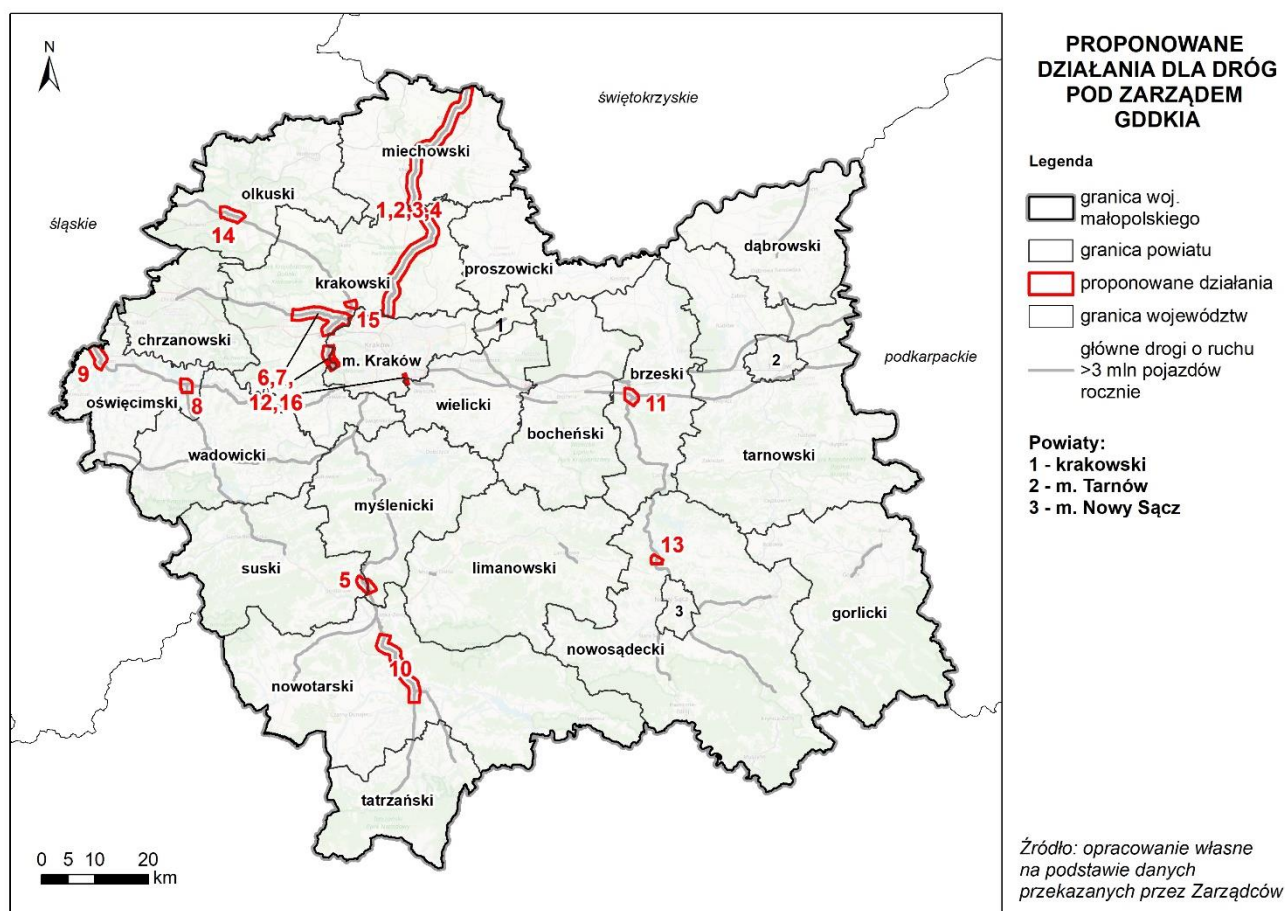 N
świętokrzyskie
miechowski
olkuski
śląskie
1,2,3,4
14
dąbrowski
proszowicki
krakowski
15
1
chrzanowski
m. Kraków
2
podkarpackie
9
6,7,
12,16
brzeski
oświęcimski
8
wielicki
11
bocheński
wadowicki
tarnowski
myślenicki
13
suski
5
limanowski
3
gorlicki
nowosądecki
10
nowotarski
tatrzański
0 5 10 20
km
PROPONOWANE
DZIAŁANIA DLA DRÓG
POD ZARZĄDEM
GDDKIA
Legenda
granica woj.
małopolskiego
granica powiatu
proponowane działania
granica województw
główne drogi o ruchu
>3 mln pojazdów
rocznie
Powiaty:
1 - krakowski
2 - m. Tarnów
3 - m. Nowy Sącz
Źródło: opracowanie własne
na podstawie danych
przekazanych przez Zarządców